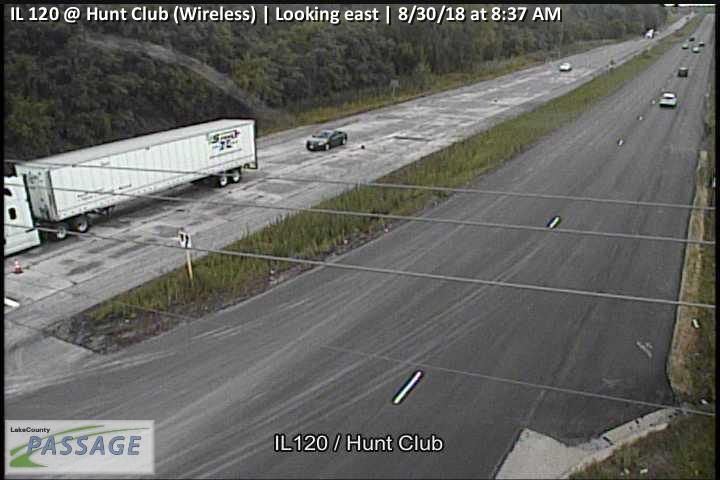 IL 120 @ Hunt Club (Wireless) | Looking east | 8/30/18 at 8:37 AM
LakeCounty
PASSAGE
IL120 / Hunt Club